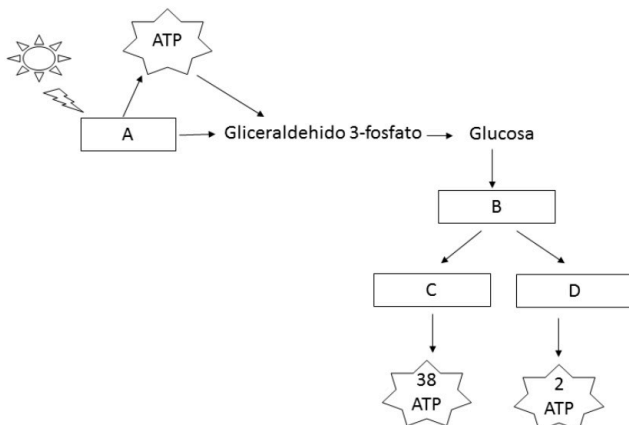 ATP
A
Gliceraldehido 3-fosfato
Glucosa
B
C
D
38
ATP
2
ATP